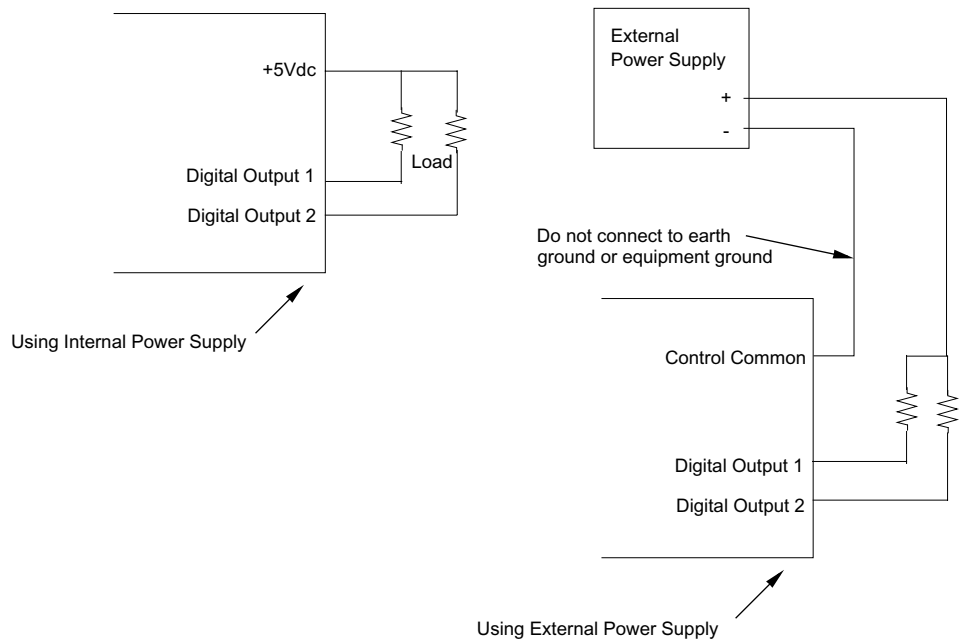 +5Vdc
Load
Digital Output 1
Digital Output 2
Using Internal Power Supply
External
Power Supply
+
-
Do not connect to earth
ground or equipment ground
Control Common
Digital Output 1
Digital Output 2
Using External Power Supply